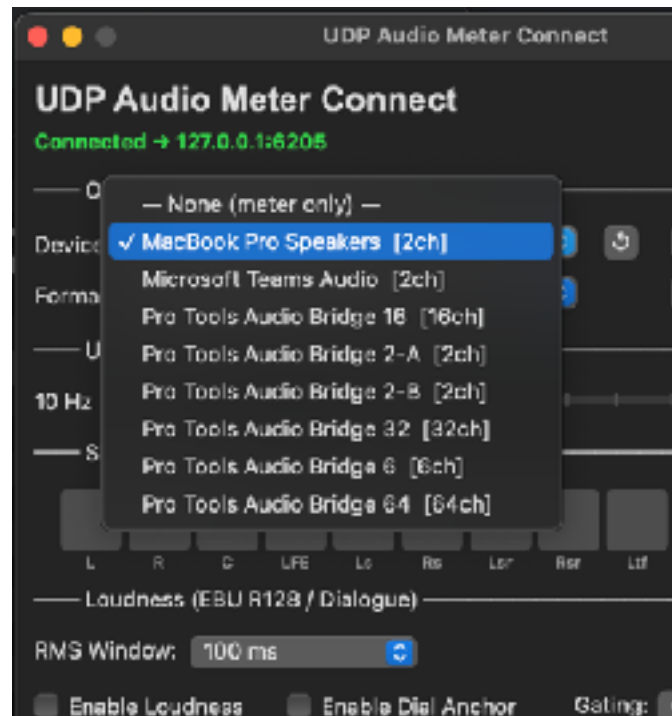 UDP Audio Meter Connect
UDP Audio Meter Connect
Connected → 127.0.0.1:6205
— None (meter only) —
Device
✓ MacBook Pro Speakers [2ch]
Microsoft Teams Audio [2ch]
Forma
Pro Tools Audio Bridge 16 [16ch]
Pro Tools Audio Bridge 2-A [2ch]
Pro Tools Audio Bridge 2-B [2ch]
10 Hz
Pro Tools Audio Bridge 32 [32ch]
Pro Tools Audio Bridge 6 [6ch]
Pro Tools Audio Bridge 64 [64ch]
L R C LFE Ls Rs Lsr Rsr Ltf
Loudness (EBU R128 / Dialogue)
RMS Window: 100 ms
Enable Loudness Enable Dial Anchor Gating: